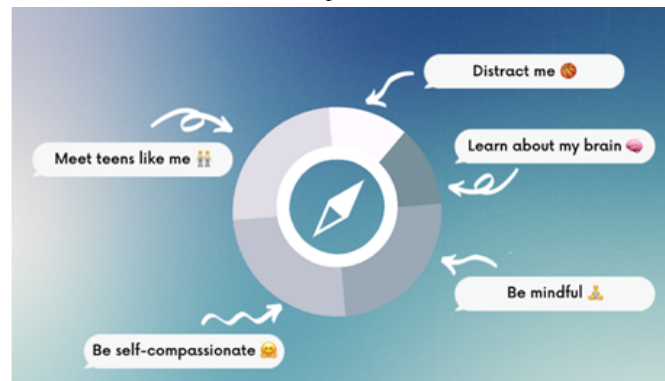 Distract me 🏀
Learn about my brain 🧠
Meet teens like me 👯
Be mindful 🧘
Be self-compassionate 🤗